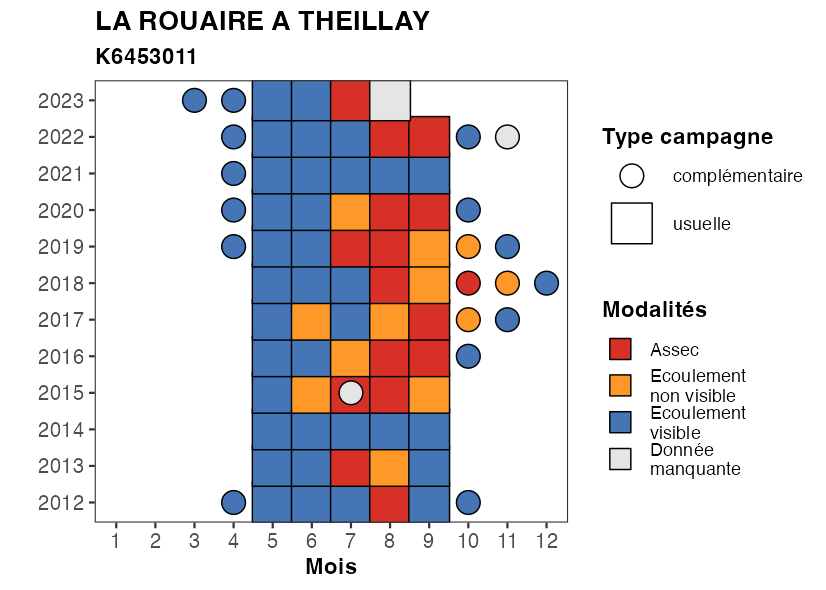 LA ROUAIRE A THEILLAY
K6453011
2023
2022
2021
2020
2019
2018
2017
2016
2015
2014
2013
2012
1 2 3 4 5 6 7 8 9 10 11 12
Mois
Type campagne
complémentaire
usuelle
Modalités
Assec
Ecoulement
non visible
Ecoulement
visible
Donnée
manquante